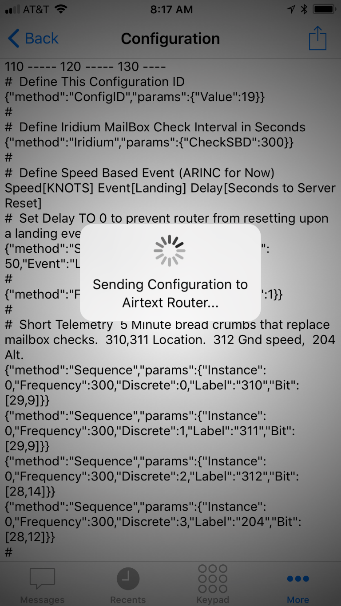 AT&T 8:17 AM
Back Configuration
110 ----- 120 ----- 130 ----
# Define This Configuration ID
{"method":"ConfigID","params":{"Value":19}}
#
# Define Iridium MailBox Check Interval in Seconds
{"method":"Iridium","params":{"CheckSBD":300}}
#
# Define Speed Based Event (ARINC for Now)
Speed[KNOTS] Event[Landing] Delay[Seconds to Server
Reset]
# Set Delay TO 0 to prevent router from resetting upon
a landing eve
{"method":"S ":
50,"Event":"L
#
{"method":"F :1}}
#
Sending Configuration to
Airtext Router...
# Short Telemetry 5 Minute bread crumbs that replace
mailbox checks. 310,311 Location. 312 Gnd speed, 204
Alt.
{"method":"Sequence","params":{"Instance":
0,"Frequency":300,"Discrete":0,"Label":"310","Bit":
[29,9]}}
{"method":"Sequence","params":{"Instance":
0,"Frequency":300,"Discrete":1,"Label":"311","Bit":
[29,9]}}
{"method":"Sequence","params":{"Instance":
0,"Frequency":300,"Discrete":2,"Label":"312","Bit":
[28,14]}}
{"method":"Sequence","params":{"Instance":
0,"Frequency":300,"Discrete":3,"Label":"204","Bit":
[28,12]}}
#
Messages Recents Keypad More